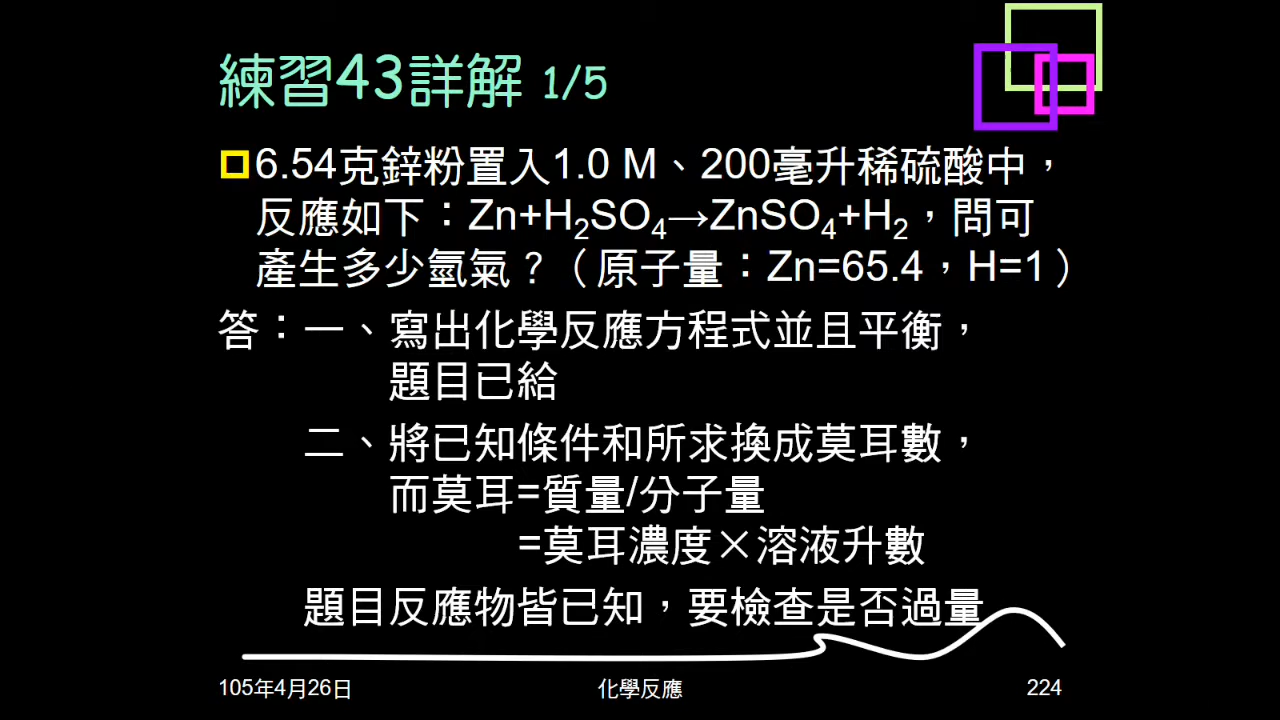 練習43詳解 1/5
6.54克鋅粉置入1.0 M、200毫升稀硫酸中，
反應如下：Zn+H₂SO₄→ZnSO₄+H₂，問可
產生多少氫氣？（原子量：Zn=65.4，H=1）
答：一、寫出化學反應方程式並且平衡，
題目已給
二、將已知條件和所求換成莫耳數，
而莫耳=質量/分子量
=莫耳濃度×溶液升數
題目反應物皆已知，要檢查是否過量
105年4月26日 化學反應 224